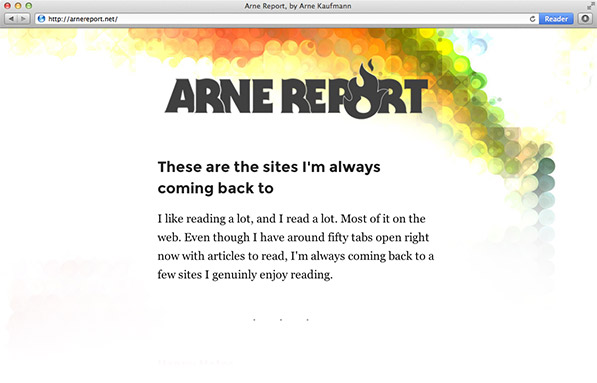 Arne Report, by Arne Kaufmann
http://arnereport.net/
Reader
ARNE REPORT
These are the sites I'm always
coming back to
I like reading a lot, and I read a lot. Most of it on the
web. Even though I have around fifty tabs open right
now with articles to read, I'm always coming back to a
few sites I genuinly enjoy reading.
. . .